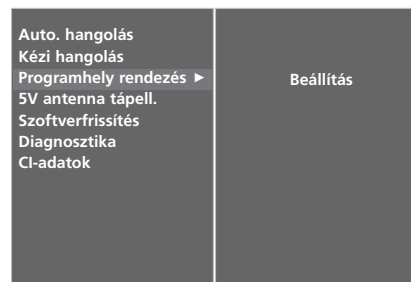 Auto. hangolás
Kézi hangolás
Programhely rendezés ►
Beállítás
5V antenna tápell.
Szoftverfrissítés
Diagnosztika
CI-adatok